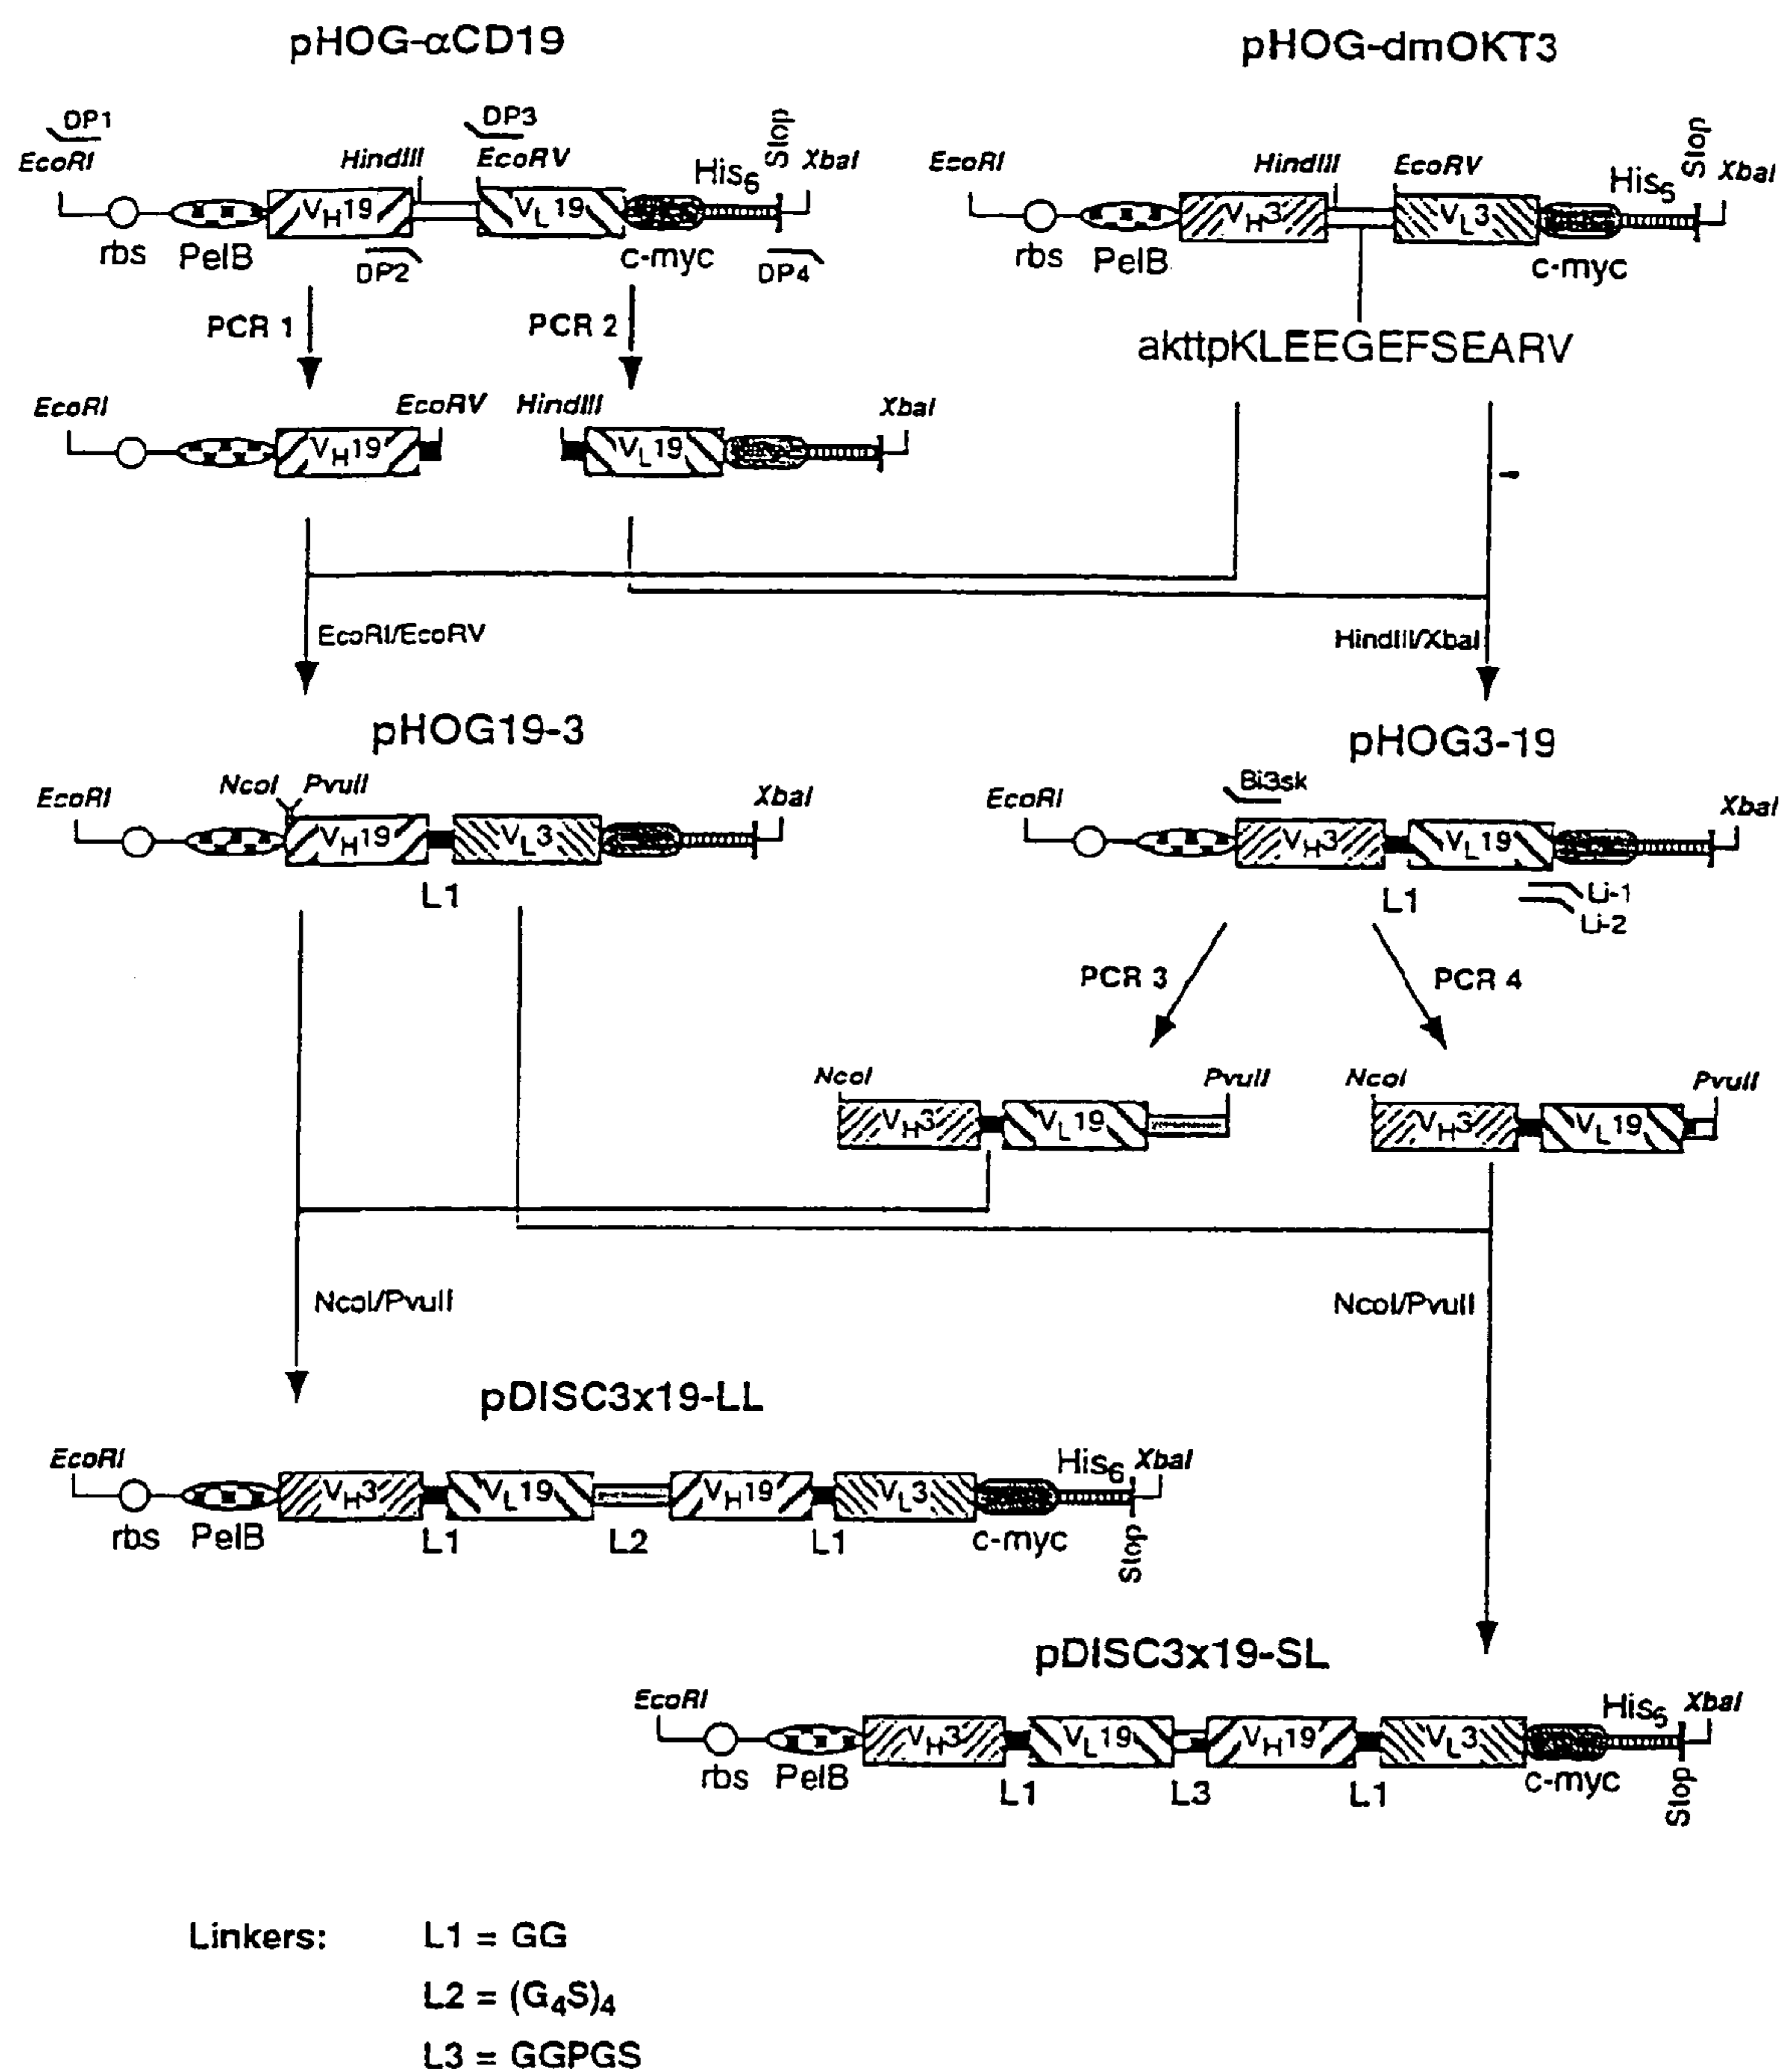 pHOG-αCD19
pHOG-dmOKT3
DP1
DP3
EcoRI
HindIII
EcoRV
His6
Stop
XbaI
VH19
VL19
rbs
PelB
DP2
c-myc
DP4
EcoRI
HindIII
EcoRV
His6
Stop
XbaI
VH3
VL3
rbs
PelB
c-myc
PCR 1
PCR 2
akttpKLEEGEFSEARV
EcoRI
EcoRV
HindIII
XbaI
VH19
VL19
EcoRI/EcoRV
HindIII/XbaI
pHOG19-3
pHOG3-19
EcoRI
NcoI
PvuII
XbaI
VH19
VL3
L1
Bi3sk
EcoRI
XbaI
VH3
VL19
L1
Li-1
Li-2
PCR 3
PCR 4
NcoI
PvuII
NcoI
PvuII
VH3
VL19
VH3
VL19
NcoI/PvuII
NcoI/PvuII
pDISC3x19-LL
EcoRI
His6
XbaI
VH3
VL19
VH19
VL3
rbs
PelB
L1
L2
L1
c-myc
Stop
pDISC3x19-SL
EcoRI
His6
XbaI
VH3
VL19
VH19
VL3
rbs
PelB
L1
L3
L1
c-myc
Stop
Linkers: L1 = GG
L2 = (G4S)4
L3 = GGPGS